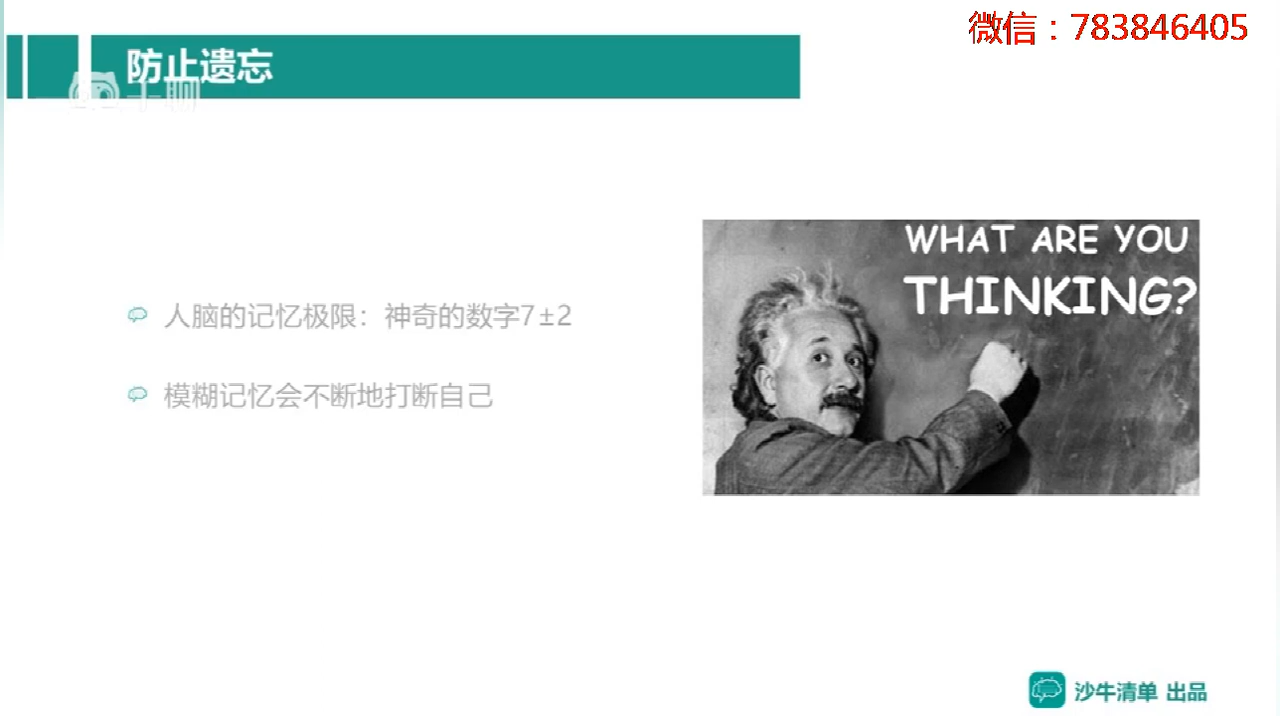 微信：783846405
防止遗忘
千聊
人脑的记忆极限：神奇的数字7±2
模糊记忆会不断地打断自己
WHAT ARE YOU
THINKING?
沙牛清单 出品